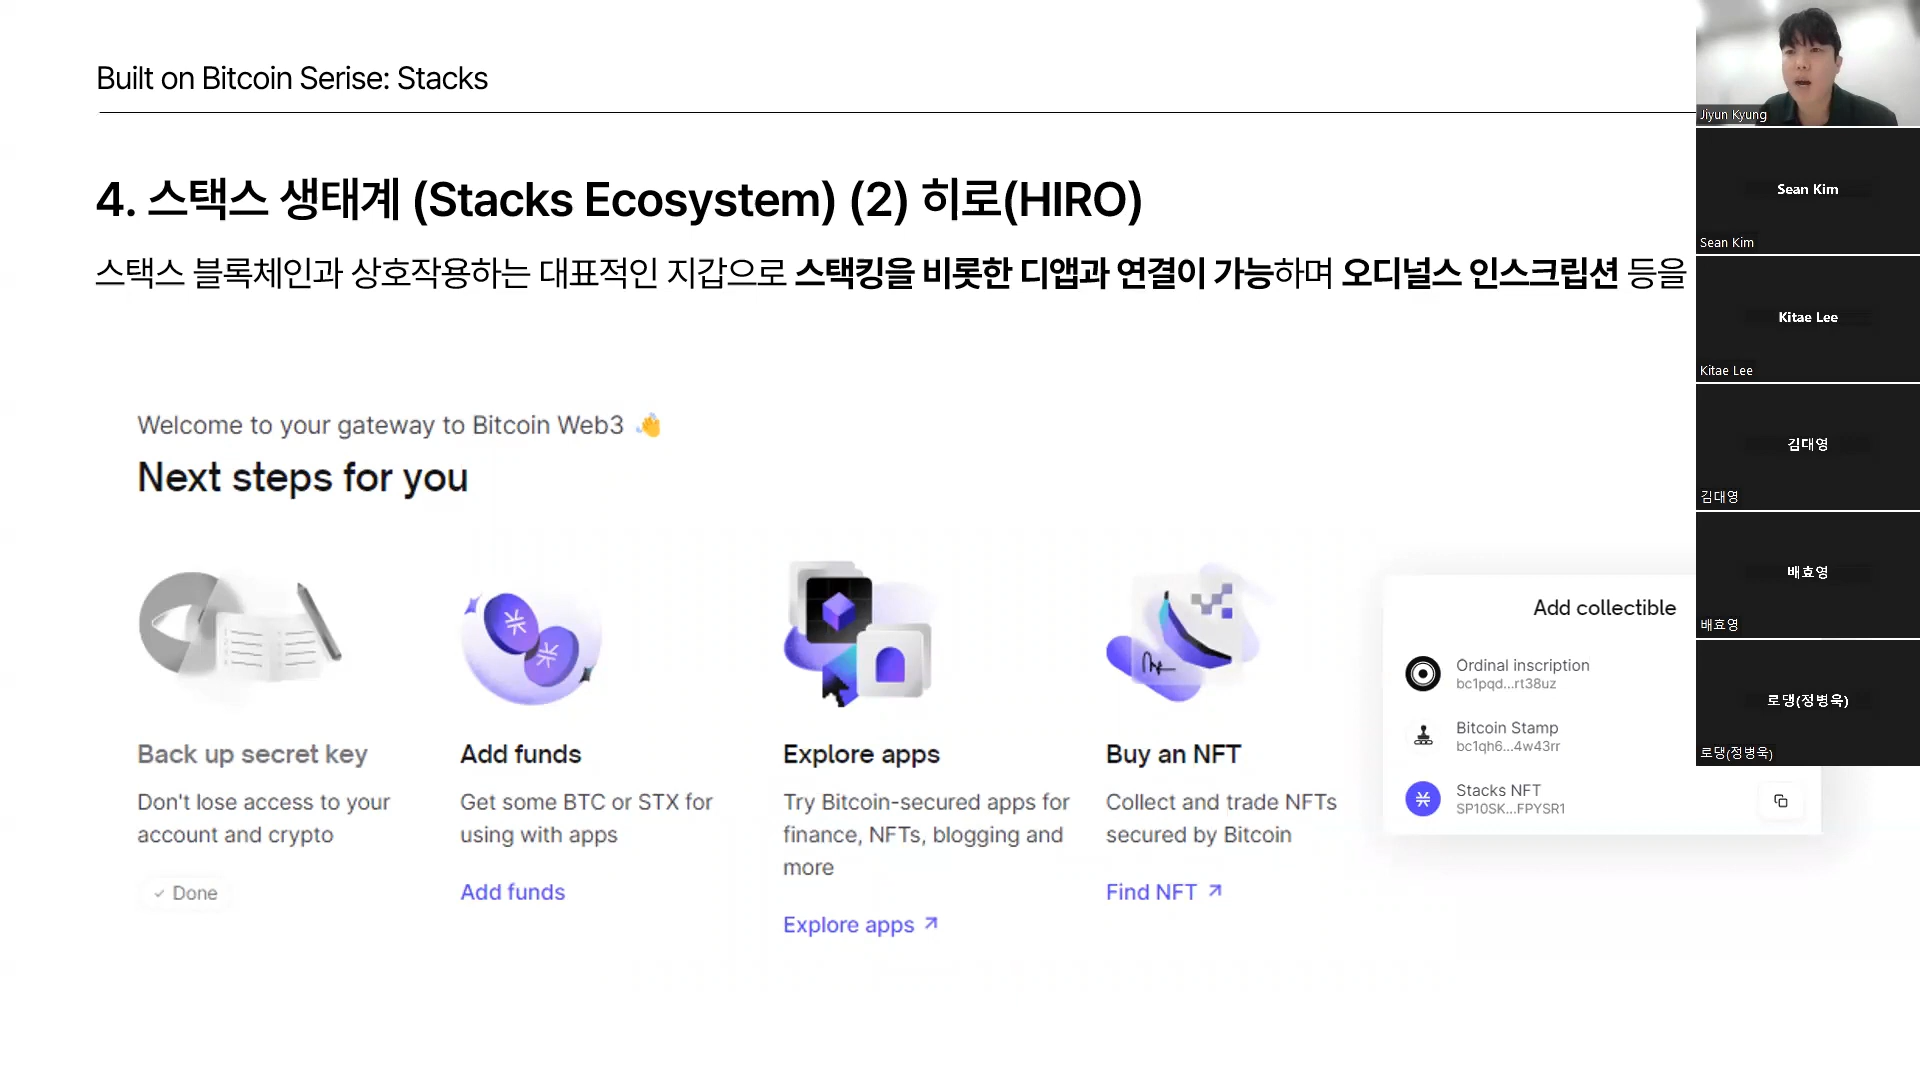 Built on Bitcoin Serise: Stacks
4. 스택스 생태계 (Stacks Ecosystem) (2) 히로(HIRO)
스택스 블록체인과 상호작용하는 대표적인 지갑으로 스택킹을 비롯한 디앱과 연결이 가능하며 오디널스 인스크립션 등을
Welcome to your gateway to Bitcoin Web3 👋
Next steps for you
Back up secret key
Don't lose access to your
account and crypto
✓ Done
Add funds
Get some BTC or STX for
using with apps
Add funds
Explore apps
Try Bitcoin-secured apps for
finance, NFTs, blogging and
more
Explore apps ↗
Buy an NFT
Collect and trade NFTs
secured by Bitcoin
Find NFT ↗
Add collectible
Ordinal inscription
bc1pqd...rt38uz
Bitcoin Stamp
bc1qh6...4w43rr
Stacks NFT
SP10SK...FPYSR1
Jiyun Kyung
Sean Kim
Sean Kim
Kitae Lee
Kitae Lee
김대영
김대영
배효영
배효영
로댕(정병욱)
로댕(정병욱)